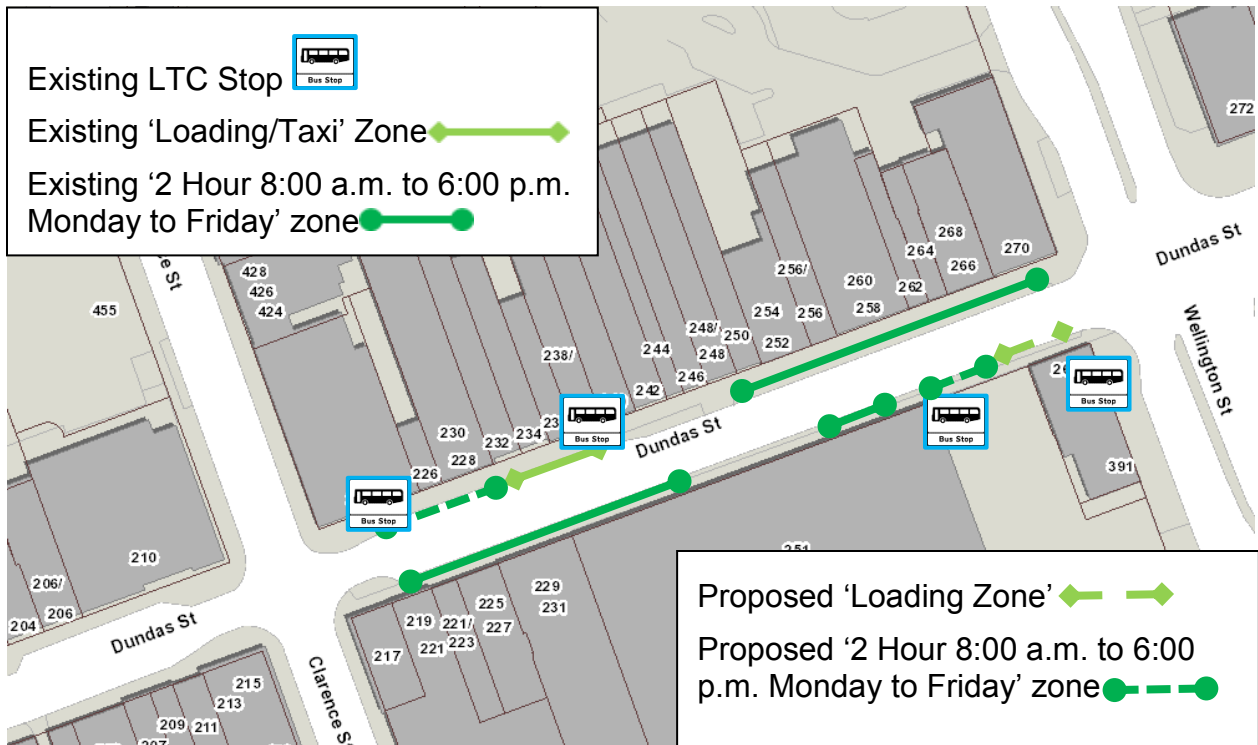 Existing LTC Stop
Bus Stop
Existing ‘Loading/Taxi’ Zone
Existing ‘2 Hour 8:00 a.m. to 6:00 p.m.
Monday to Friday’ zone
272
Dundas St
Wellington St
268
264
270
266
256/
260
262
258
254
256
252
248/
250
248
244
246
238/
242
234
232
230
228
226
428
426
424
455
Dundas St
Bus Stop
Bus Stop
Bus Stop
Bus Stop
391
210
206/
206
204
Dundas St
Clarence St
229
231
225
227
219
221/
223
221
217
215
213
209
211
Proposed ‘Loading Zone’
Proposed ‘2 Hour 8:00 a.m. to 6:00
p.m. Monday to Friday’ zone